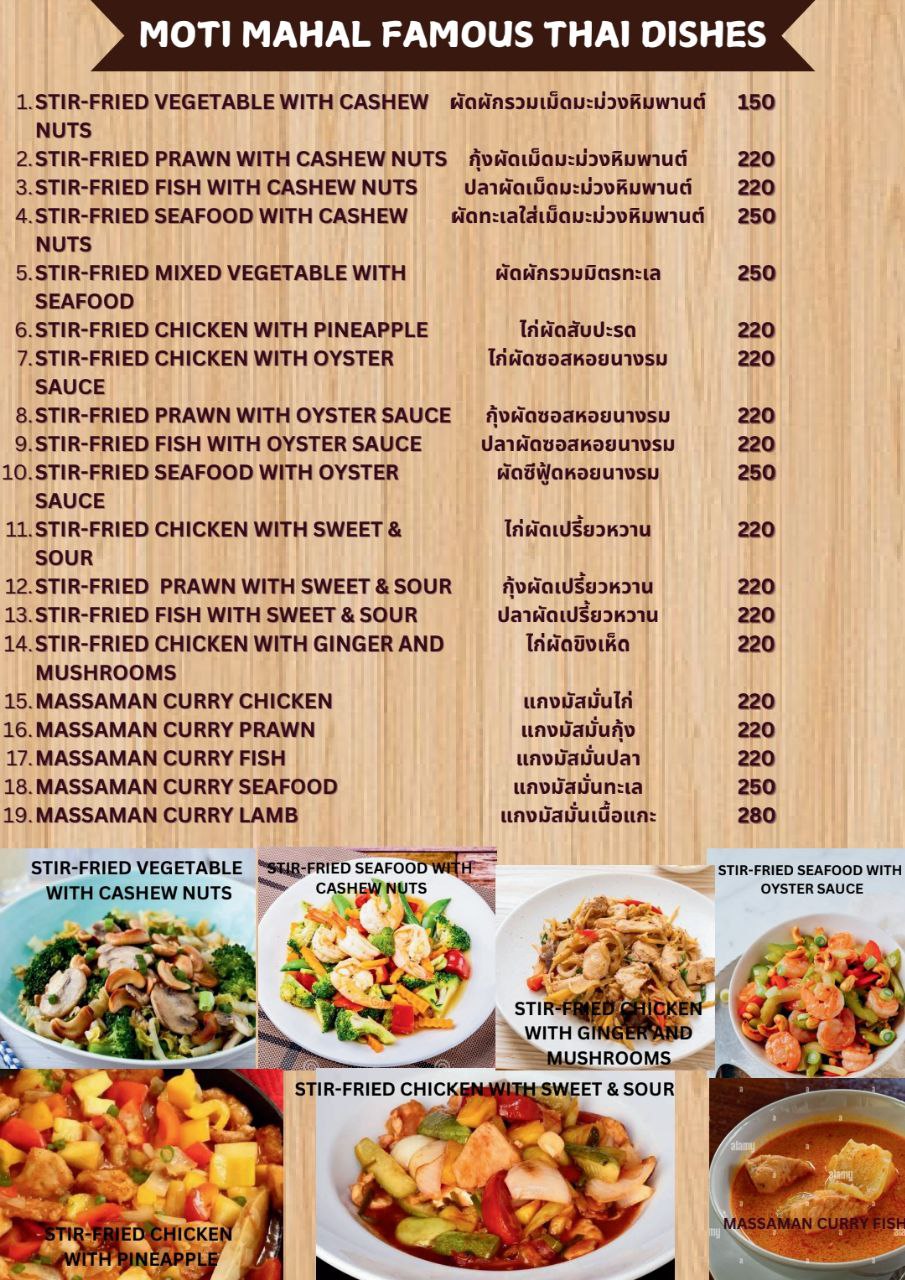 MOTI MAHAL FAMOUS THAI DISHES
1. STIR-FRIED VEGETABLE WITH CASHEW ผัดผักรวมเม็ดมะม่วงหิมพานต์ 150
NUTS
2. STIR-FRIED PRAWN WITH CASHEW NUTS กุ้งผัดเม็ดมะม่วงหิมพานต์ 220
3. STIR-FRIED FISH WITH CASHEW NUTS ปลาผัดเม็ดมะม่วงหิมพานต์ 220
4. STIR-FRIED SEAFOOD WITH CASHEW ผัดทะเลใส่เม็ดมะม่วงหิมพานต์ 250
NUTS
5. STIR-FRIED MIXED VEGETABLE WITH ผัดผักรวมมิตรทะเล 250
SEAFOOD
6. STIR-FRIED CHICKEN WITH PINEAPPLE ไก่ผัดสับปะรด 220
7. STIR-FRIED CHICKEN WITH OYSTER ไก่ผัดซอสหอยนางรม 220
SAUCE
8. STIR-FRIED PRAWN WITH OYSTER SAUCE กุ้งผัดซอสหอยนางรม 220
9. STIR-FRIED FISH WITH OYSTER SAUCE ปลาผัดซอสหอยนางรม 220
10. STIR-FRIED SEAFOOD WITH OYSTER ผัดซีฟู้ดหอยนางรม 250
SAUCE
11. STIR-FRIED CHICKEN WITH SWEET & ไก่ผัดเปรี้ยวหวาน 220
SOUR
12. STIR-FRIED PRAWN WITH SWEET & SOUR กุ้งผัดเปรี้ยวหวาน 220
13. STIR-FRIED FISH WITH SWEET & SOUR ปลาผัดเปรี้ยวหวาน 220
14. STIR-FRIED CHICKEN WITH GINGER AND ไก่ผัดขิงเห็ด 220
MUSHROOMS
15. MASSAMAN CURRY CHICKEN แกงมัสมั่นไก่ 220
16. MASSAMAN CURRY PRAWN แกงมัสมั่นกุ้ง 220
17. MASSAMAN CURRY FISH แกงมัสมั่นปลา 220
18. MASSAMAN CURRY SEAFOOD แกงมัสมั่นทะเล 250
19. MASSAMAN CURRY LAMB แกงมัสมั่นเนื้อแกะ 280
STIR-FRIED VEGETABLE
WITH CASHEW NUTS
STIR-FRIED SEAFOOD WITH
CASHEW NUTS
STIR-FRIED CHICKEN
WITH GINGER AND
MUSHROOMS
STIR-FRIED SEAFOOD WITH
OYSTER SAUCE
STIR-FRIED CHICKEN
WITH PINEAPPLE
STIR-FRIED CHICKEN WITH SWEET & SOUR
a a a
a a
alamy
alamy
MASSAMAN CURRY FISH